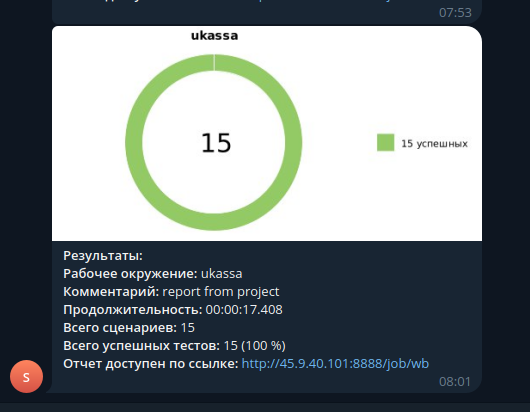 07:53
ukassa
15
15 успешных
Результаты:
Рабочее окружение: ukassa
Комментарий: report from project
Продолжительность: 00:00:17.408
Всего сценариев: 15
Всего успешных тестов: 15 (100 %)
Отчет доступен по ссылке: http://45.9.40.101:8888/job/wb
S
08:01